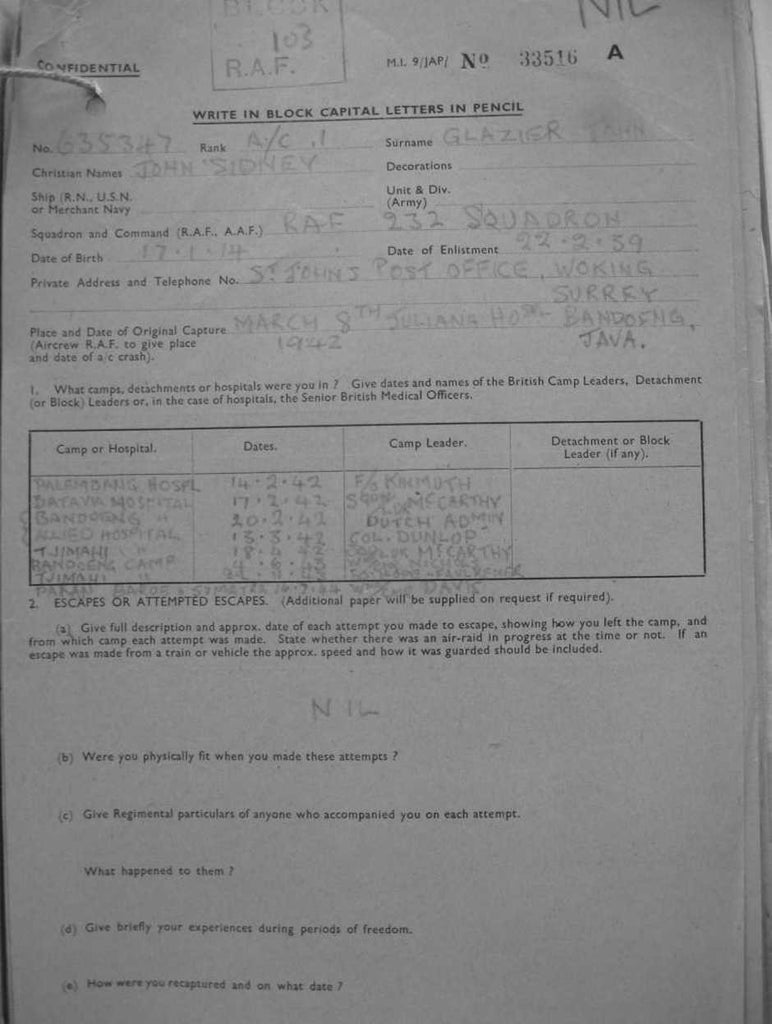 NIL
BLOCK
103
R.A.F.
CONFIDENTIAL
M.I. 9/JAP/ No 33516 A
WRITE IN BLOCK CAPITAL LETTERS IN PENCIL
No. 635347 Rank A/C .1 Surname GLAZIER
Christian Names JOHN SIDNEY Decorations
Ship (R.N., U.S.N. or Merchant Navy Unit & Div. (Army)
Squadron and Command (R.A.F., A.A.F.) RAF 232 SQUADRON
Date of Birth 17.1.14 Date of Enlistment 22.2.39
Private Address and Telephone No. ST JOHNS POST OFFICE, WOKING
SURREY
Place and Date of Original Capture MARCH 8TH JULIANA HOSPL BANDOENG,
(Aircrew R.A.F. to give place 1942 JAVA.
and date of a/c crash).
1. What camps, detachments or hospitals were you in ? Give dates and names of the British Camp Leaders, Detachment
(or Block) Leaders or, in the case of hospitals, the Senior British Medical Officers.
Camp or Hospital. Dates. Camp Leader. Detachment or Block Leader (if any).
PALEMBANG HOSPL 14.2.42
BATAVIA HOSPITAL 17.2.42 MCCARTHY
BANDOENG " 20.2.42 DUTCH ADMIN
ALLIED HOSPITAL 13.3.42 COL. DUNLOP
TJIMAHI " 18.4.42 MCCARTHY
BANDOENG CAMP
TJIMAHI "
2. ESCAPES OR ATTEMPTED ESCAPES. (Additional paper will be supplied on request if required).
(a) Give full description and approx. date of each attempt you made to escape, showing how you left the camp, and
from which camp each attempt was made. State whether there was an air-raid in progress at the time or not. If an
escape was made from a train or vehicle the approx. speed and how it was guarded should be included.
NIL
(b) Were you physically fit when you made these attempts ?
(c) Give Regimental particulars of anyone who accompanied you on each attempt.
What happened to them ?
(d) Give briefly your experiences during periods of freedom.
(e) How were you recaptured and on what date ?